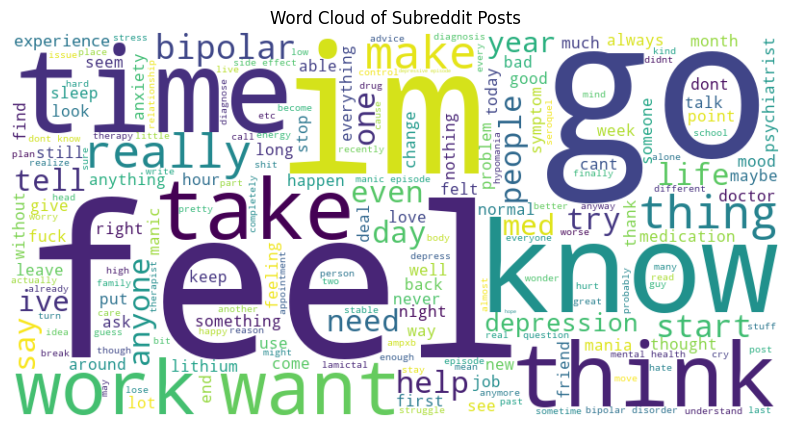 Word Cloud of Subreddit Posts
experience
stress
issue
place
seem
hard
look
sleep
find
dont know
plan
still
realize
time
anxiety
relationship
therapy
little
sure
bipolar
side effect
live
able
diagnose
etc
become
low
everything
one
stop
im
control
drug
cause
recently
make
advice
diagnosis
depressive episode
every
year
bad
good
always
much
kind
didnt
month
go
mind
school
dont
talk
point
psychiatrist
people
hypomania
Seroquel
symptom
problem
someone
week
cant
alone
finally
mood
maybe
tell
really
write
call
energy
shit
long
anything
hour
part
happen
manic episode
change
nothing
felt
even
today
life
different
doctor
thing
try
med
better
anyway
worse
thank
medication
normal
without
give
head
worry
fuck
pretty
manic
completely
take
deal
love
day
body
right
leave
actually
high
already
family
turn
ive
put
care
anyone
therapist
feel
keep
another
happy
reason
something
feeling
appointment
person
two
stable
might
need
night
depress
well
back
never
way
know
everyone
wonder
hurt
great
many
read
guy
probably
almost
hope
say
idea
guess
ask
break
though
bit
around
lithium
use
come
ampxb
enough
lamictal
episode
mean
real
question
depression
start
stuff
friend
mania
thought
mental health
cry
post
hate
work
may
lose
lot
end
want
help
first
stay
struggle
job
new
anymore
past
see
think
move
sometime
bipolar disorder
understand
last